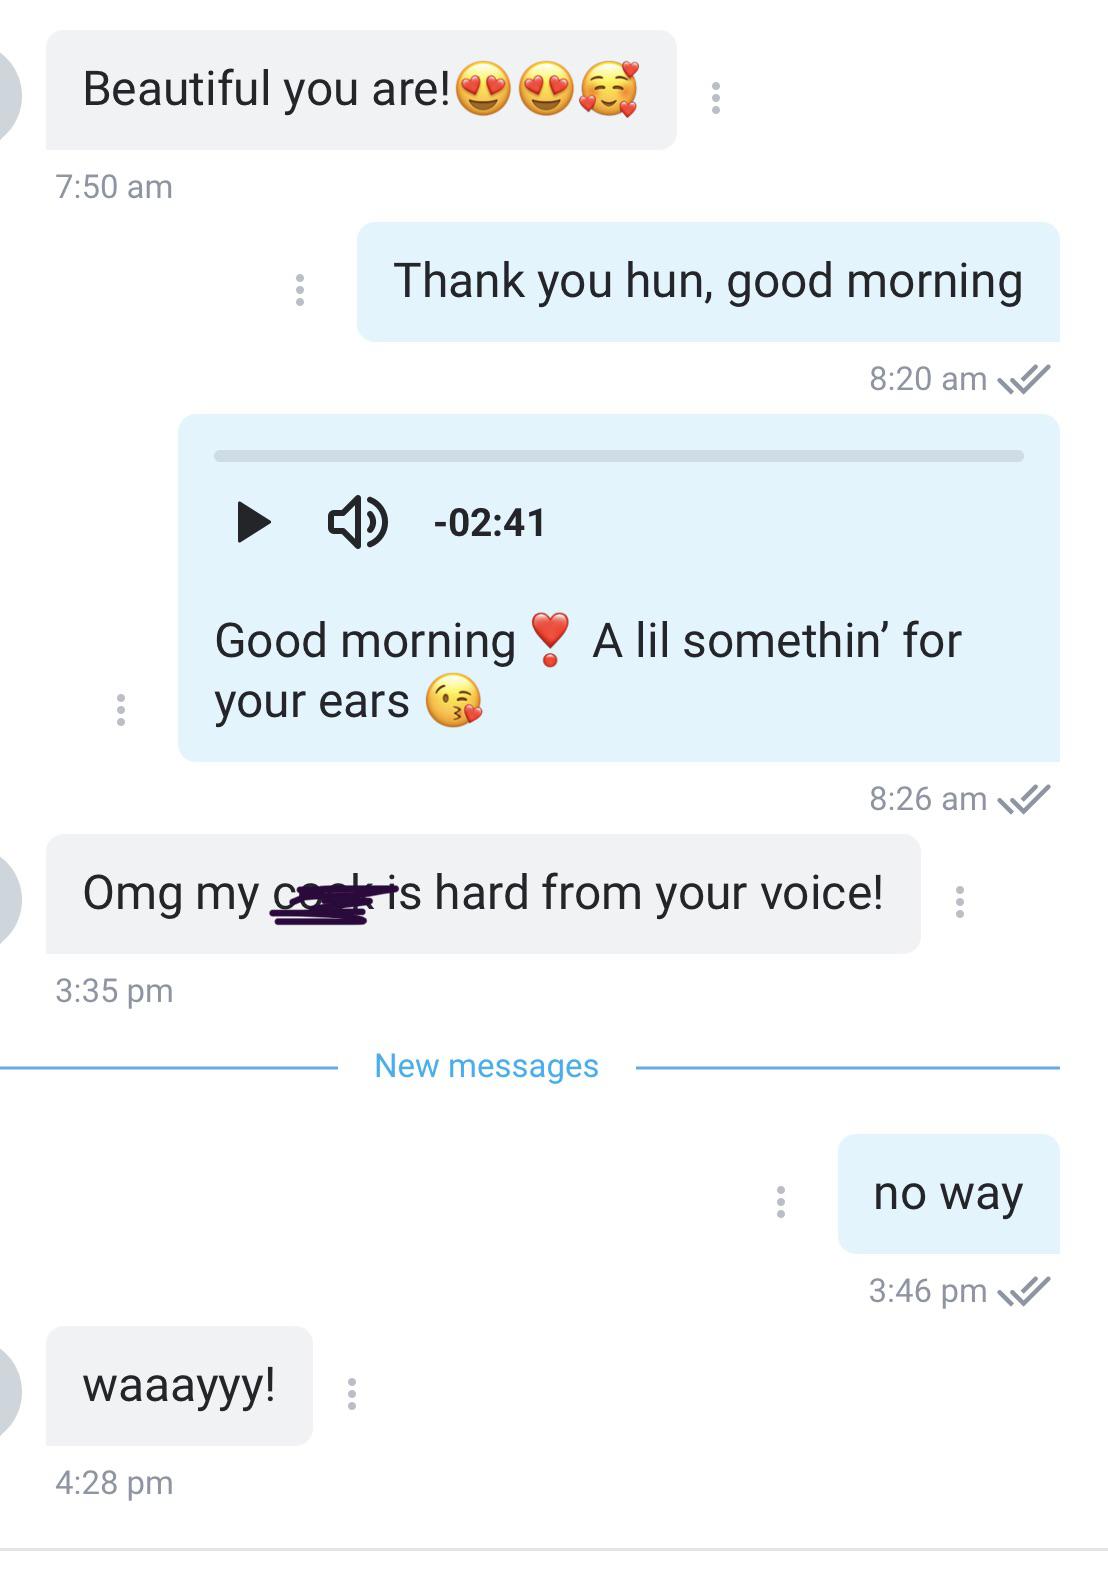 Beautiful you are!😍😍🥰
7:50 am
Thank you hun, good morning
8:20 am
-02:41
Good morning❣️ A lil somethin’ for
your ears 😘
8:26 am
Omg my is hard from your voice!
3:35 pm
New messages
no way
3:46 pm
waaayyy!
4:28 pm